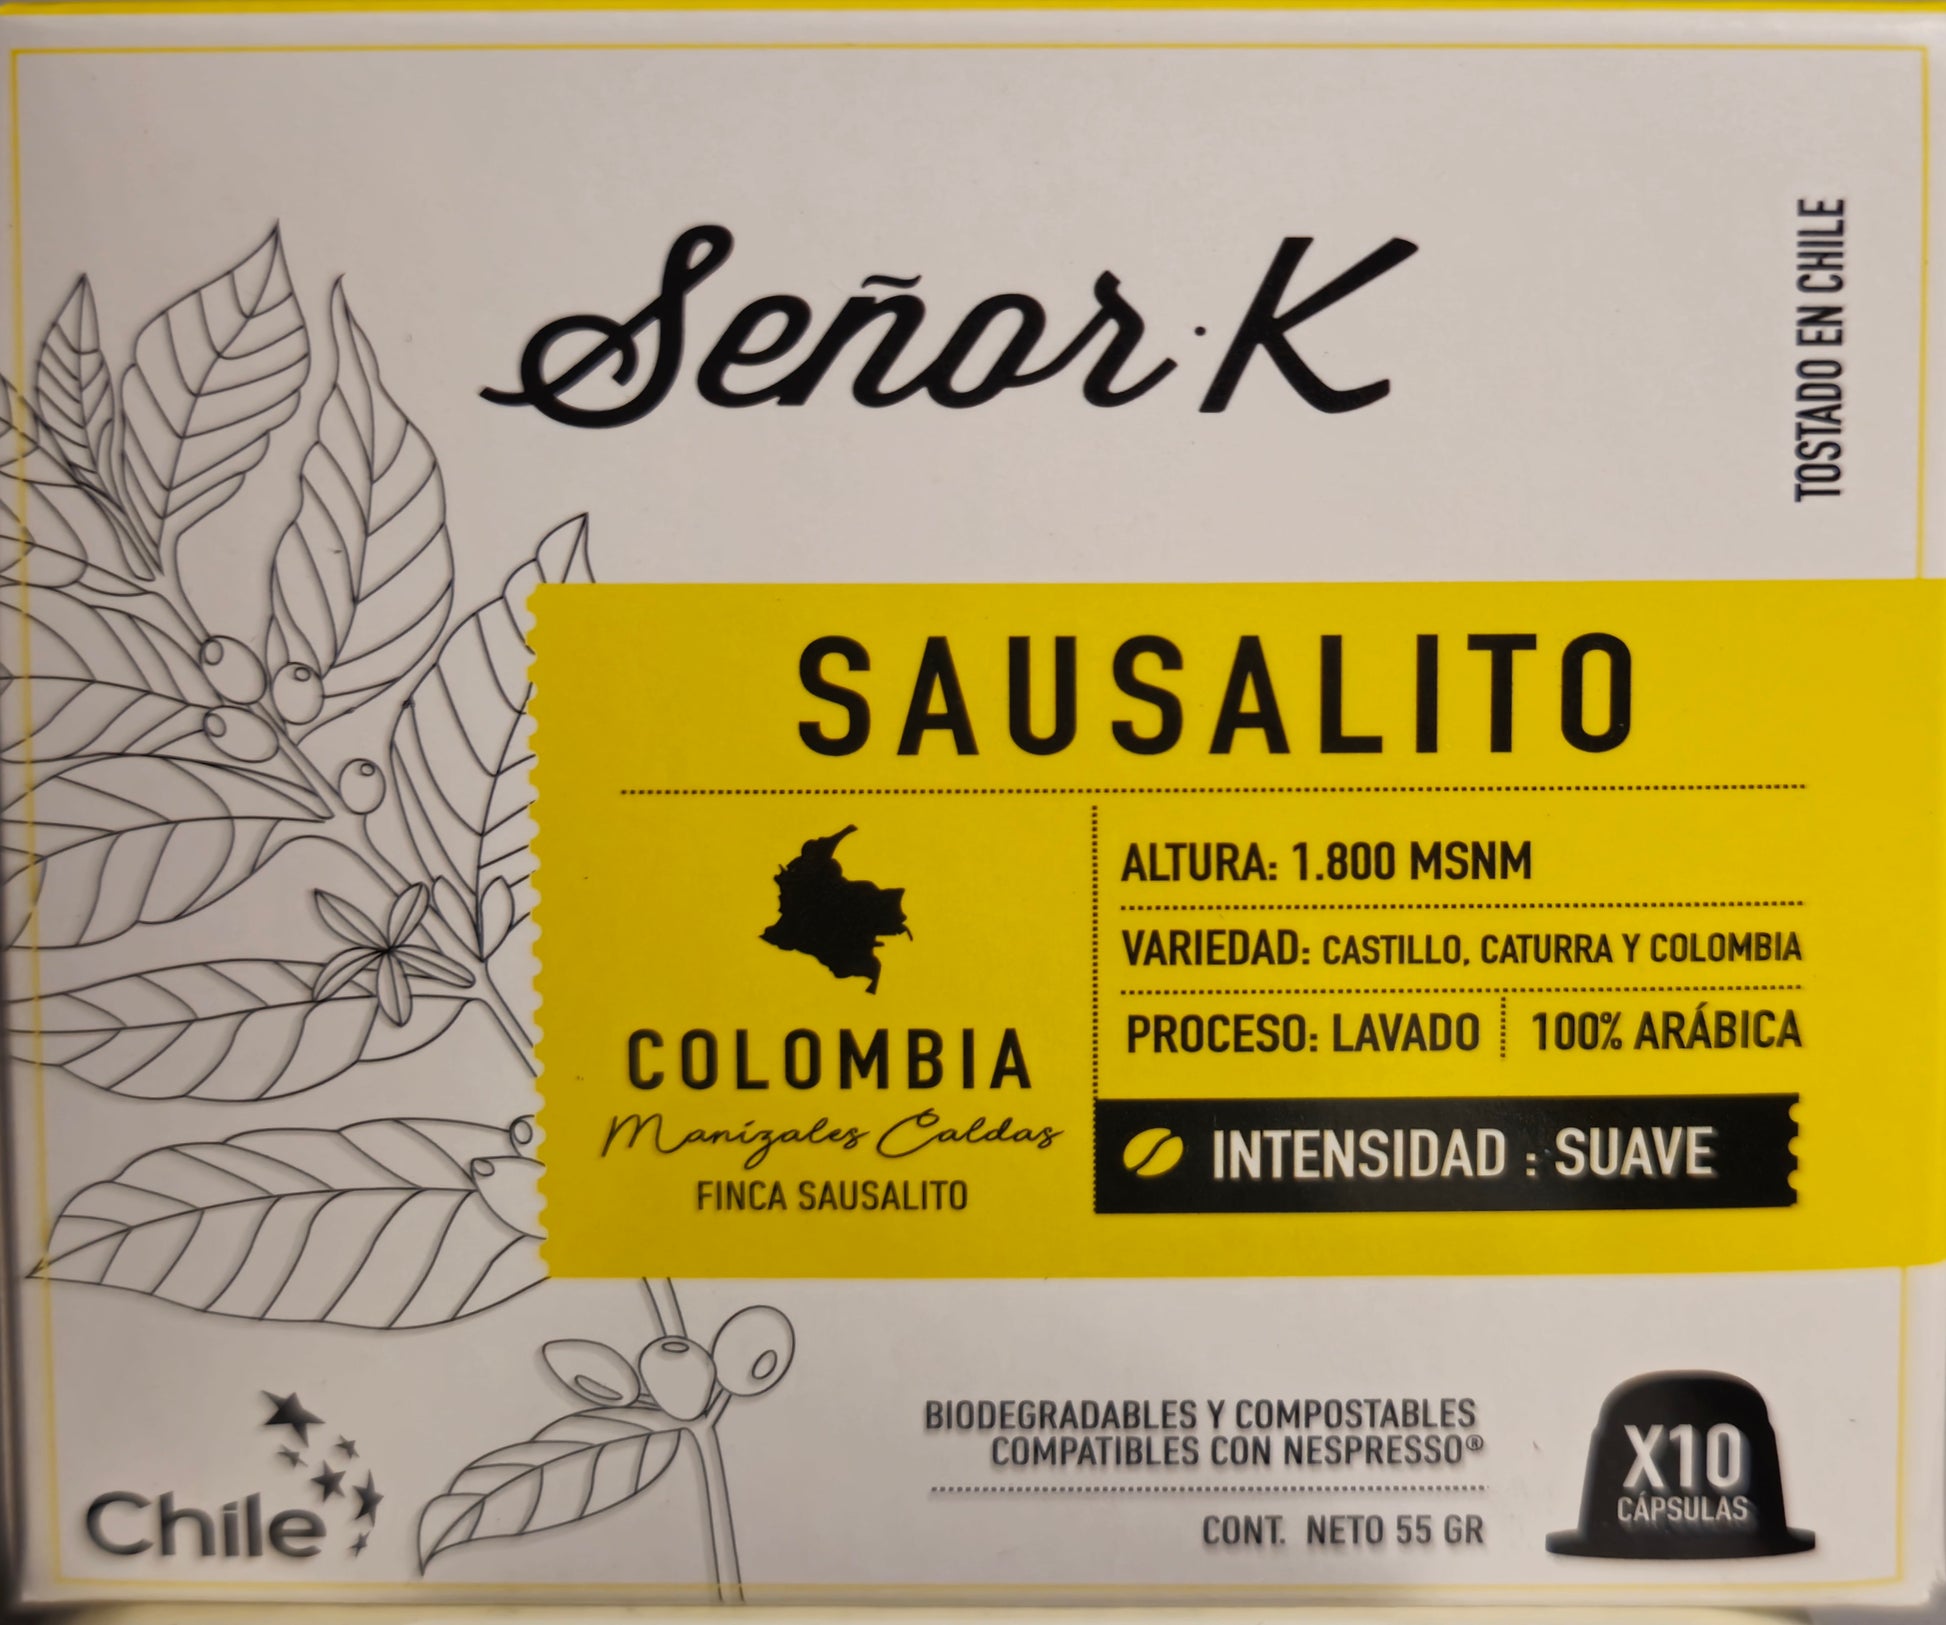 Señor K
TOSTADO EN CHILE
SAUSALITO
COLOMBIA
Manizales Caldas
FINCA SAUSALITO
ALTURA: 1.800 MSNM
VARIEDAD: CASTILLO, CATURRA Y COLOMBIA
PROCESO: LAVADO
100% ARÁBICA
INTENSIDAD : SUAVE
Chile
BIODEGRADABLES Y COMPOSTABLES
COMPATIBLES CON NESPRESSO®
CONT. NETO 55 GR
X10
CÁPSULAS